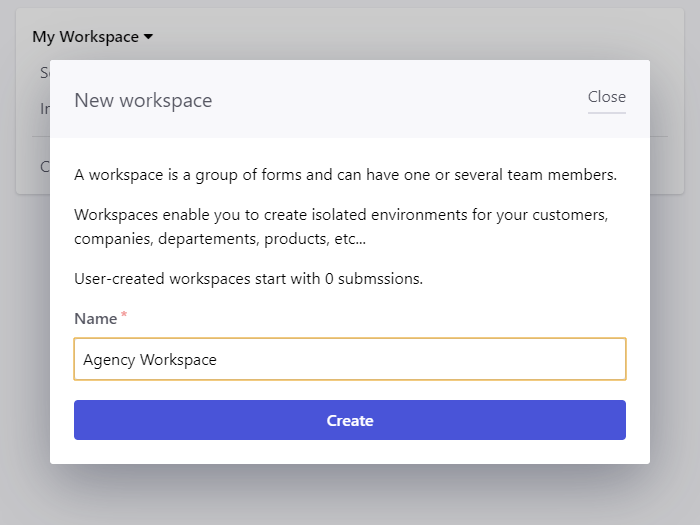 My Workspace
New workspace
Close
A workspace is a group of forms and can have one or several team members.
Workspaces enable you to create isolated environments for your customers,
companies, departements, products, etc...
User-created workspaces start with 0 submssions.
Name *
Agency Workspace
Create